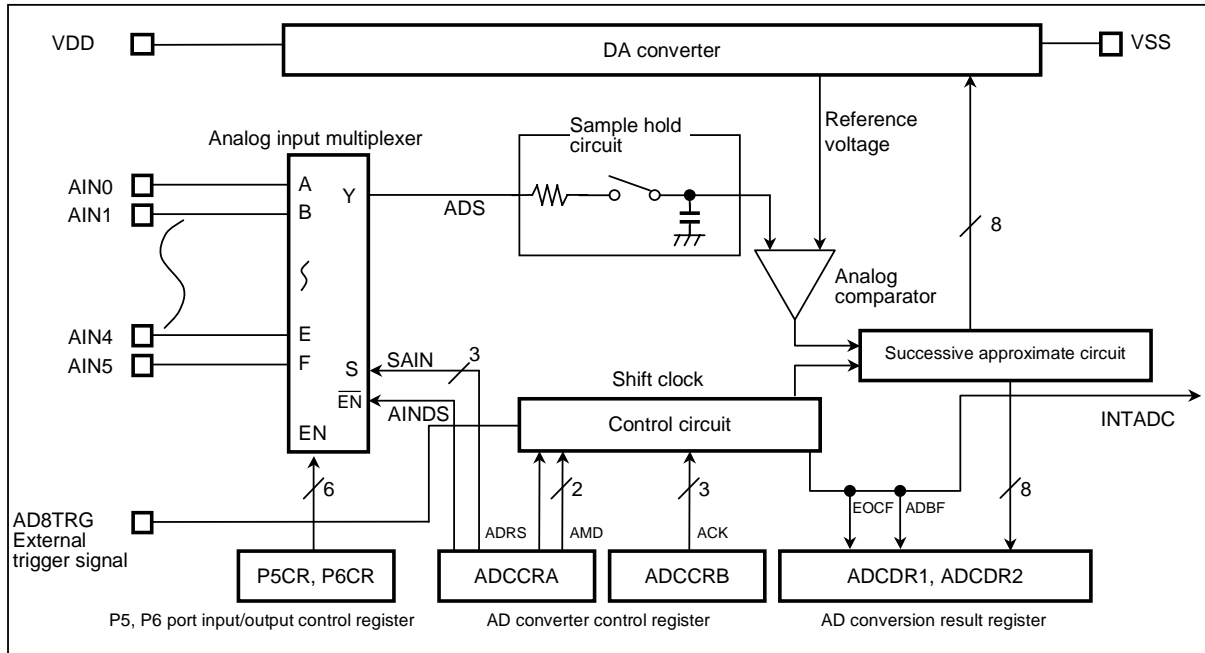 VDD
DA converter
VSS
Analog input multiplexer
Sample hold
circuit
Reference
voltage
AIN0
A
Y
ADS
AIN1
B
8
Analog
comparator
AIN4
E
AIN5
F
SAIN
3
S
Successive approximate circuit
Shift clock
EN
AINDS
Control circuit
INTADC
EN
6
2
3
8
EOCF
ADBF
AD8TRG
External
trigger signal
ADRS
AMD
ACK
P5CR, P6CR
ADCCRA
ADCCRB
ADCDR1, ADCDR2
P5, P6 port input/output control register
AD converter control register
AD conversion result register